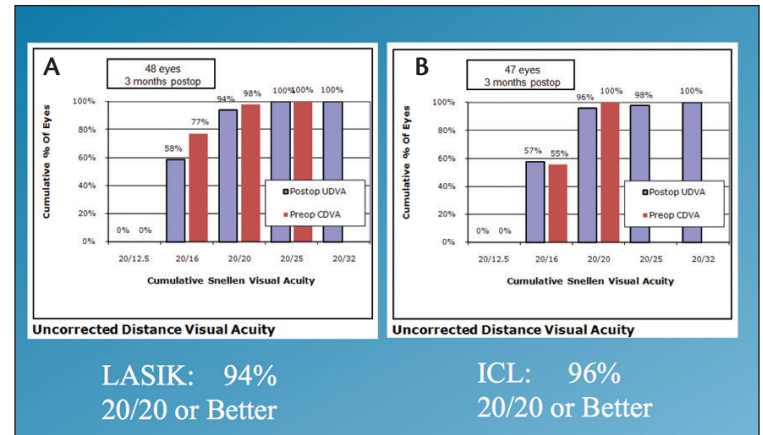 A
48 eyes
3 months postop
Cumulative % Of Eyes
100%
80%
60%
40%
20%
0%
0% 0%
58%
77%
94%
98%
100% 100%
100%
Postop UDVA
Preop CDVA
20/12.5 20/16 20/20 20/25 20/32
Cumulative Snellen Visual Acuity
Uncorrected Distance Visual Acuity
LASIK: 94%
20/20 or Better
B
47 eyes
3 months postop
Cumulative % Of Eyes
100%
80%
60%
40%
20%
0%
0% 0%
57%
55%
96%
100%
98%
100%
Postop UDVA
Preop CDVA
20/12.5 20/16 20/20 20/25 20/32
Cumulative Snellen Visual Acuity
Uncorrected Distance Visual Acuity
ICL: 96%
20/20 or Better